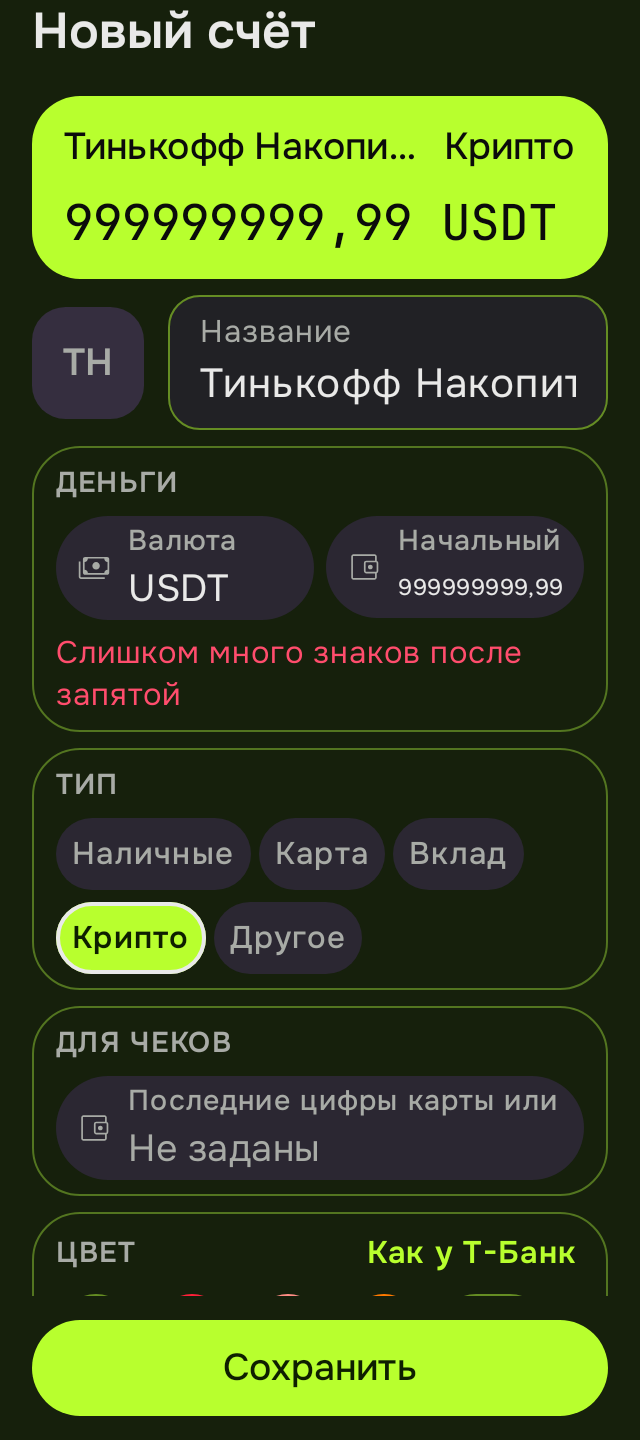 Новый счёт
Тинькофф Накопи... Крипто
999999999,99 USDT
ТН
Название
Тинькофф Накопит
ДЕНЬГИ
Валюта
USDT
Начальный
999999999,99
Слишком много знаков после
запятой
ТИП
Наличные Карта Вклад
Крипто Другое
ДЛЯ ЧЕКОВ
Последние цифры карты или
Не заданы
ЦВЕТ Как у Т-Банк
Сохранить